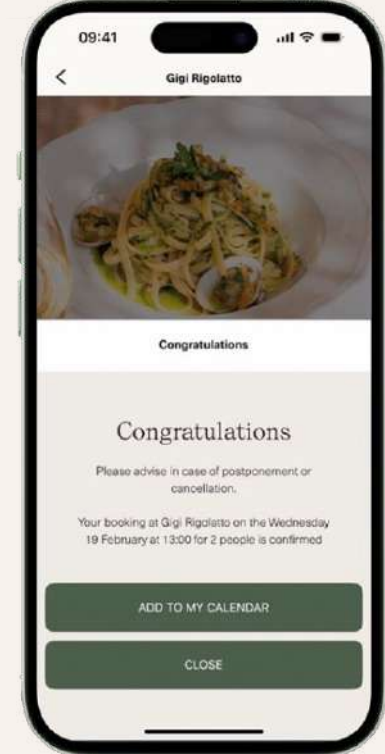 09:41
Gigi Rigolatto
Congratulations
Congratulations
Please advise in case of postponement or
cancellation.
Your booking at Gigi Rigolatto on the Wednesday
19 February at 13:00 for 2 people is confirmed
ADD TO MY CALENDAR
CLOSE